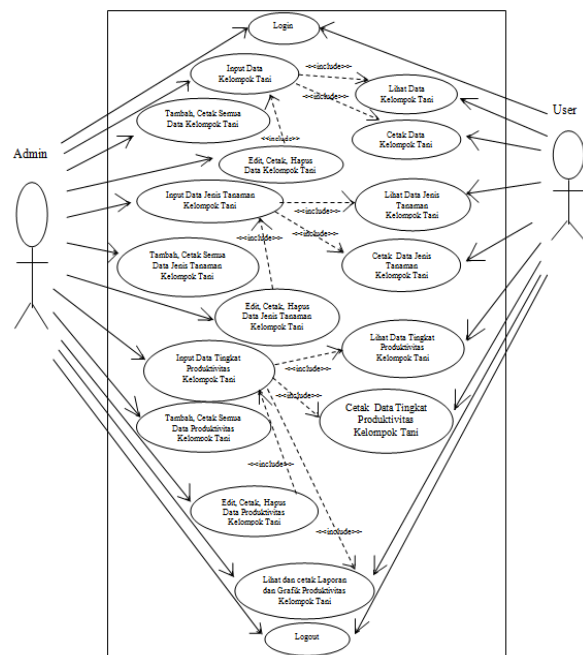 Login
Input Data
Kelompok Tani
<<include>>
Lihat Data
Kelompok Tani
User
Tambah, Cetak Semua
Data Kelompok Tani
<<include>>
<<include>>
Cetak Data
Kelompok Tani
Admin
Edit, Cetak, Hapus
Data Kelompok Tani
Input Data Jenis Tanaman
Kelompok Tani
<<include>>
Lihat Data Jenis
Tanaman
Kelompok Tani
<<include>>
<<include>>
Tambah, Cetak Semua
Data Jenis Tanaman
Kelompok Tani
Cetak Data Jenis
Tanaman
Kelompok Tani
Edit, Cetak, Hapus
Data Jenis Tanaman
Kelompok Tani
Input Data Tingkat
Produktivitas
Kelompok Tani
<<include>>
Lihat Data Tingkat
Produktivitas
Kelompok Tani
<<include>>
Tambah, Cetak Semua
Data Produktivitas
Kelompok Tani
Cetak Data Tingkat
Produktivitas
Kelompok Tani
<<include>>
Edit, Cetak, Hapus
Data Produktivitas
Kelompok Tani
<<include>>
Lihat dan cetak Laporan
dan Grafik Produktivitas
Kelompok Tani
Logout